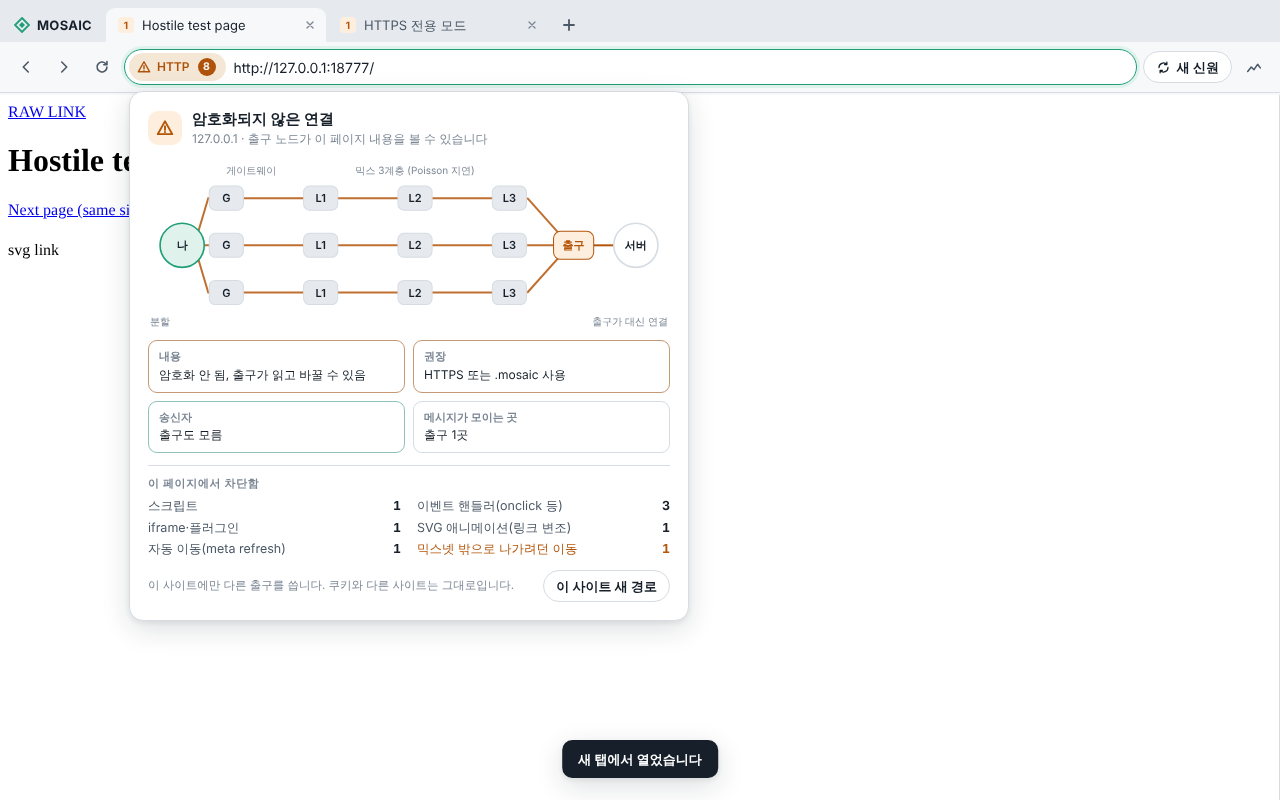 MOSAIC
1 Hostile test page
1 HTTPS 전용 모드
HTTP 8 http://127.0.0.1:18777/
새 신원
RAW LINK
Hostile te
Next page (same si
svg link
암호화되지 않은 연결
127.0.0.1 · 출구 노드가 이 페이지 내용을 볼 수 있습니다
게이트웨이 믹스 3계층 (Poisson 지연)
G L1 L2 L3
나 G L1 L2 L3 출구 서버
G L1 L2 L3
분할 출구가 대신 연결
내용
암호화 안 됨, 출구가 읽고 바꿀 수 있음
권장
HTTPS 또는 .mosaic 사용
송신자
출구도 모름
메시지가 모이는 곳
출구 1곳
이 페이지에서 차단함
스크립트 1 이벤트 핸들러(onclick 등) 3
iframe·플러그인 1 SVG 애니메이션(링크 변조) 1
자동 이동(meta refresh) 1 믹스넷 밖으로 나가려던 이동 1
이 사이트에만 다른 출구를 씁니다. 쿠키와 다른 사이트는 그대로입니다. 이 사이트 새 경로
새 탭에서 열었습니다